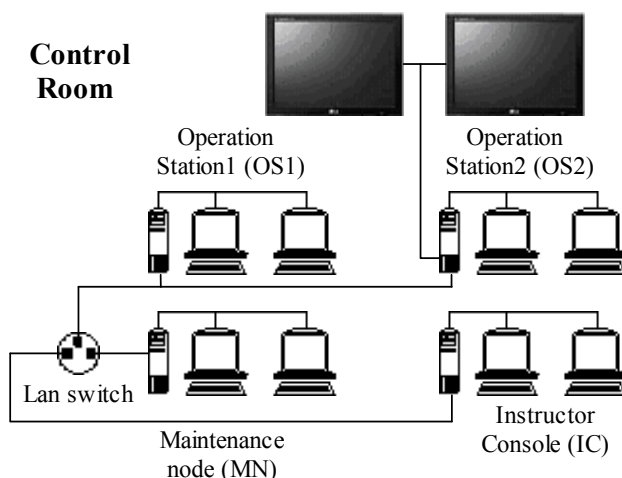 Control
Room
Operation
Station1 (OS1)
Operation
Station2 (OS2)
Lan switch
Maintenance
node (MN)
Instructor
Console (IC)